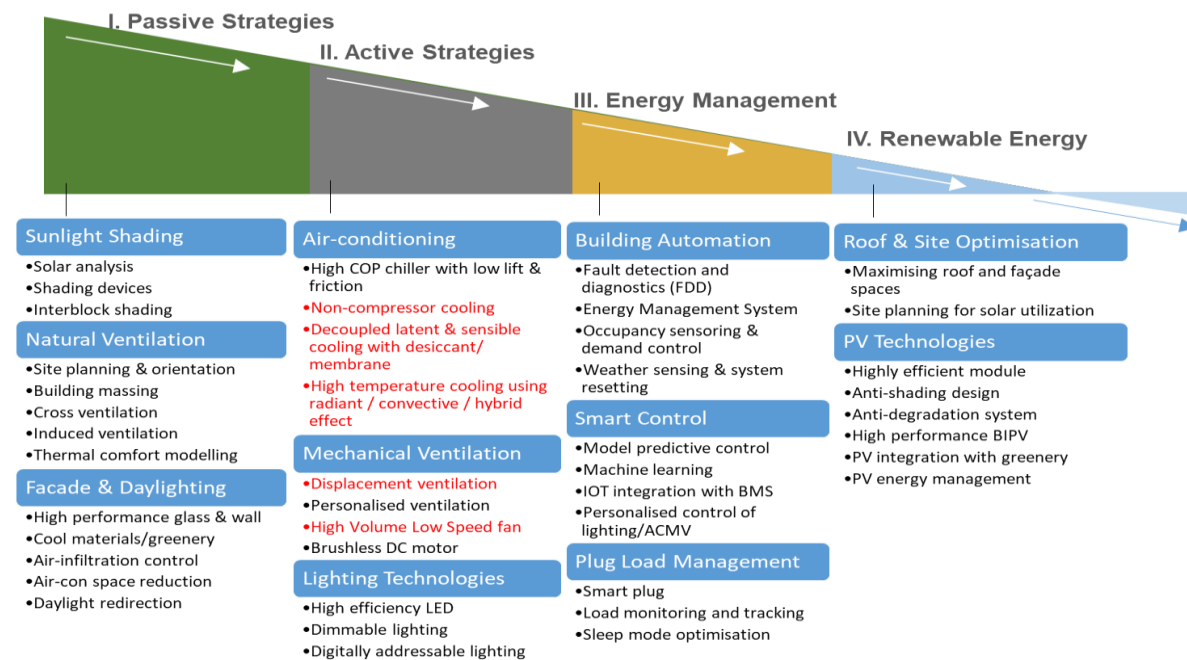 I. Passive Strategies
II. Active Strategies
III. Energy Management
IV. Renewable Energy
Sunlight Shading
•Solar analysis
•Shading devices
•Interblock shading
Natural Ventilation
•Site planning & orientation
•Building massing
•Cross ventilation
•Induced ventilation
•Thermal comfort modelling
Facade & Daylighting
•High performance glass & wall
•Cool materials/greenery
•Air-infiltration control
•Air-con space reduction
•Daylight redirection
Air-conditioning
•High COP chiller with low lift &
friction
•Non-compressor cooling
•Decoupled latent & sensible
cooling with desiccant/
membrane
•High temperature cooling using
radiant / convective / hybrid
effect
Mechanical Ventilation
•Displacement ventilation
•Personalised ventilation
•High Volume Low Speed fan
•Brushless DC motor
Lighting Technologies
•High efficiency LED
•Dimmable lighting
•Digitally addressable lighting
Building Automation
•Fault detection and
diagnostics (FDD)
•Energy Management System
•Occupancy sensoring &
demand control
•Weather sensing & system
resetting
Smart Control
•Model predictive control
•Machine learning
•IOT integration with BMS
•Personalised control of
lighting/ACMV
Plug Load Management
•Smart plug
•Load monitoring and tracking
•Sleep mode optimisation
Roof & Site Optimisation
•Maximising roof and façade
spaces
•Site planning for solar utilization
PV Technologies
•Highly efficient module
•Anti-shading design
•Anti-degradation system
•High performance BIPV
•PV integration with greenery
•PV energy management